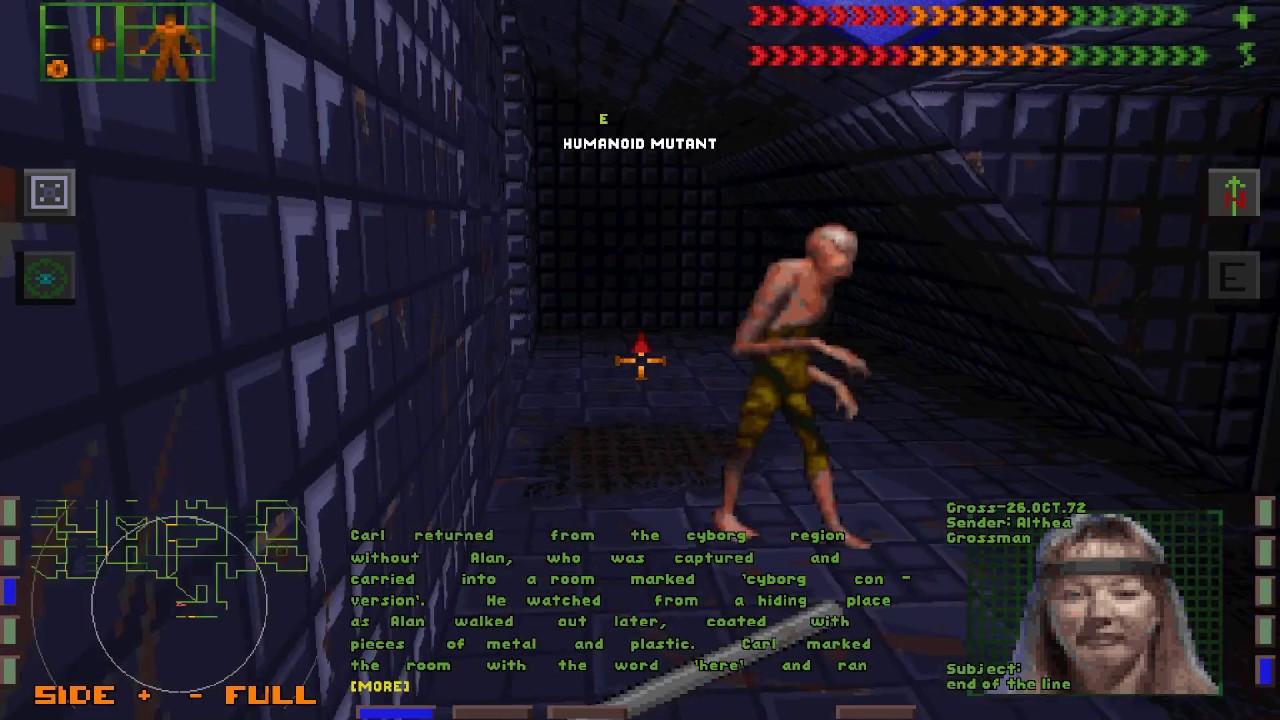 E
HUMANOID MUTANT
N
E
Gross-26.OCT.72
Sender: Althea
Grossman
Carl returned from the cyborg region
without Alan, who was captured and
carried into a room marked 'cyborg con -
version'. He watched from a hiding place
as Alan walked out later, coated with
pieces of metal and plastic. Carl marked
the room with the word 'here' and ran
[MORE]
Subject:
end of the line
SIDE + - FULL